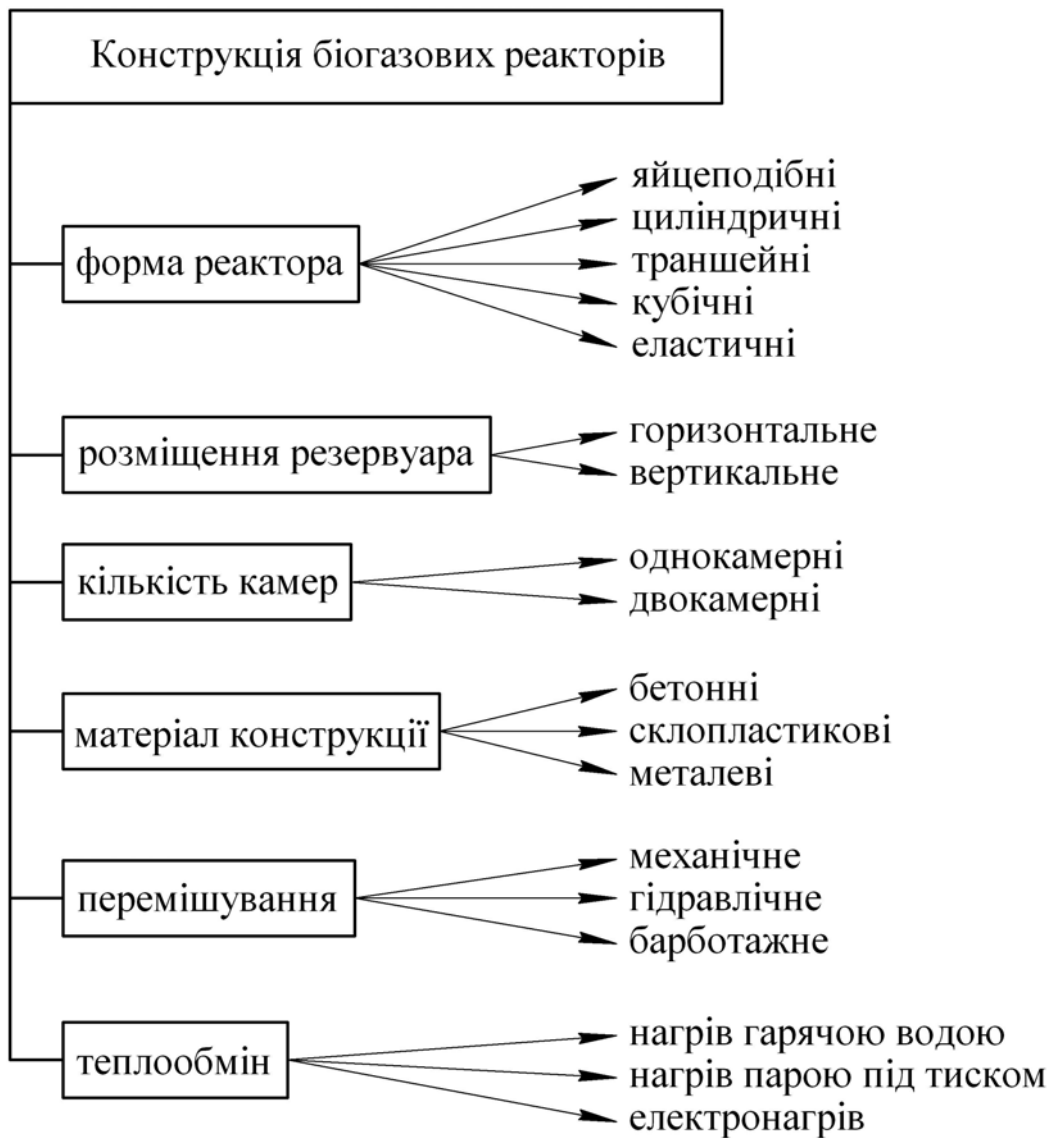 Конструкція біогазових реакторів
форма реактора
яйцеподібні
циліндричні
траншейні
кубічні
еластичні
розміщення резервуара
горизонтальне
вертикальне
кількість камер
однокамерні
двокамерні
матеріал конструкції
бетонні
склопластикові
металеві
перемішування
механічне
гідравлічне
барботажне
теплообмін
нагрів гарячою водою
нагрів парою під тиском
електронагрів